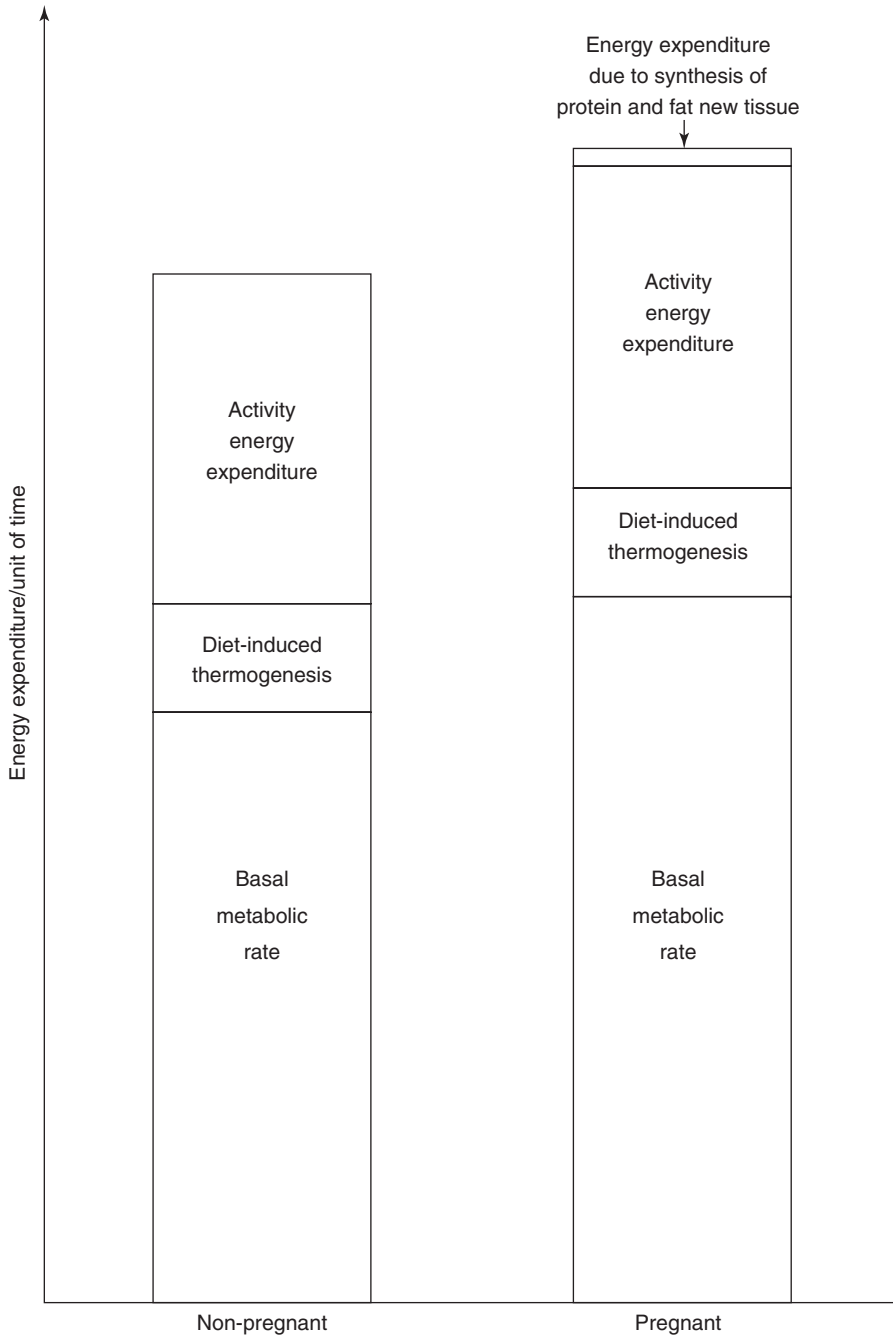 Energy expenditure/unit of time
Energy expenditure
due to synthesis of
protein and fat new tissue
Activity
energy
expenditure
Diet-induced
thermogenesis
Basal
metabolic
rate
Non-pregnant
Activity
energy
expenditure
Diet-induced
thermogenesis
Basal
metabolic
rate
Pregnant